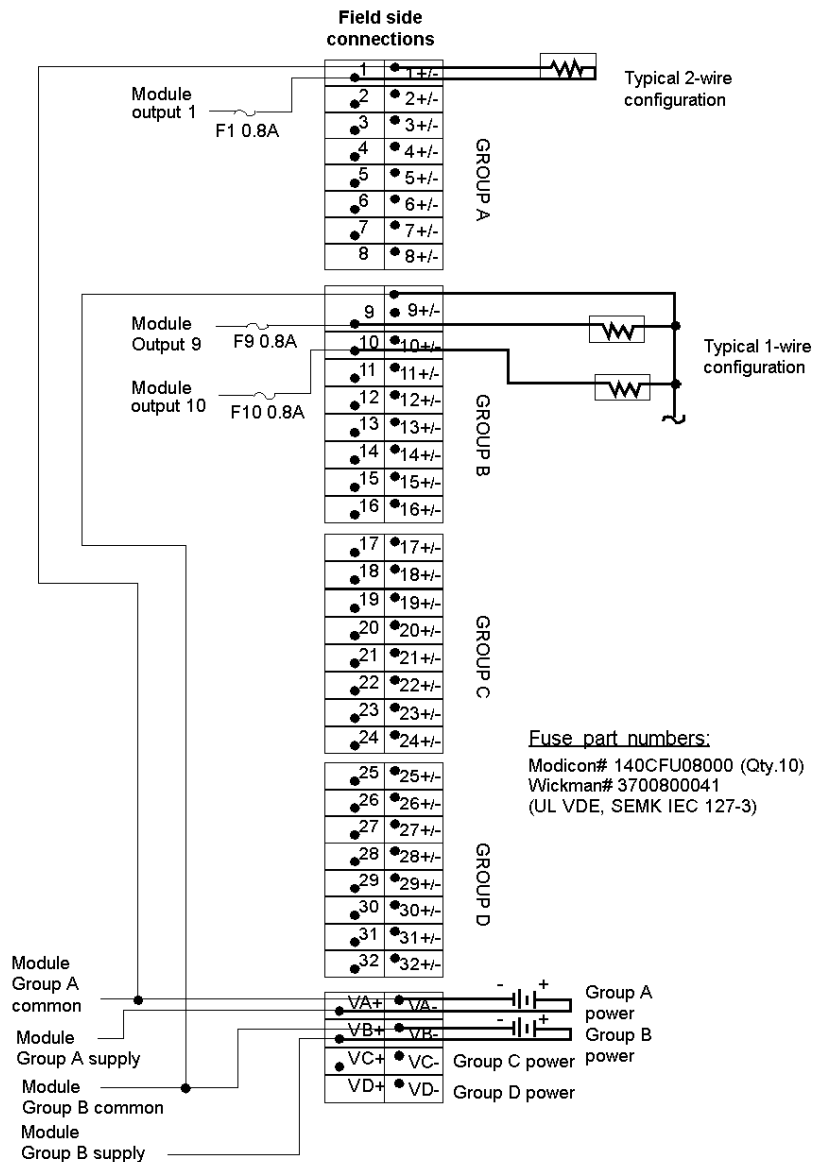 Field side
connections
1 1+/-
Typical 2-wire
configuration
Module
output 1
F1 0.8A
2 2+/-
3 3+/-
4 4+/-
5 5+/-
6 6+/-
7 7+/-
8 8+/-
GROUP A
9 9+/-
Module
Output 9
F9 0.8A
10 10+/-
Typical 1-wire
configuration
Module
output 10
F10 0.8A
11 11+/-
12 12+/-
13 13+/-
14 14+/-
15 15+/-
16 16+/-
GROUP B
17 17+/-
18 18+/-
19 19+/-
20 20+/-
21 21+/-
22 22+/-
23 23+/-
24 24+/-
GROUP C
Fuse part numbers:
Modicon# 140CFU08000 (Qty.10)
Wickman# 3700800041
(UL VDE, SEMK IEC 127-3)
25 25+/-
26 26+/-
27 27+/-
28 28+/-
29 29+/-
30 30+/-
31 31+/-
32 32+/-
GROUP D
Module
Group A
common
VA+ VA-
- +
Group A
power
Module
Group A supply
VB+ VB-
- +
Group B
power
VC+ VC- Group C power
Module
Group B common
VD+ VD- Group D power
Module
Group B supply